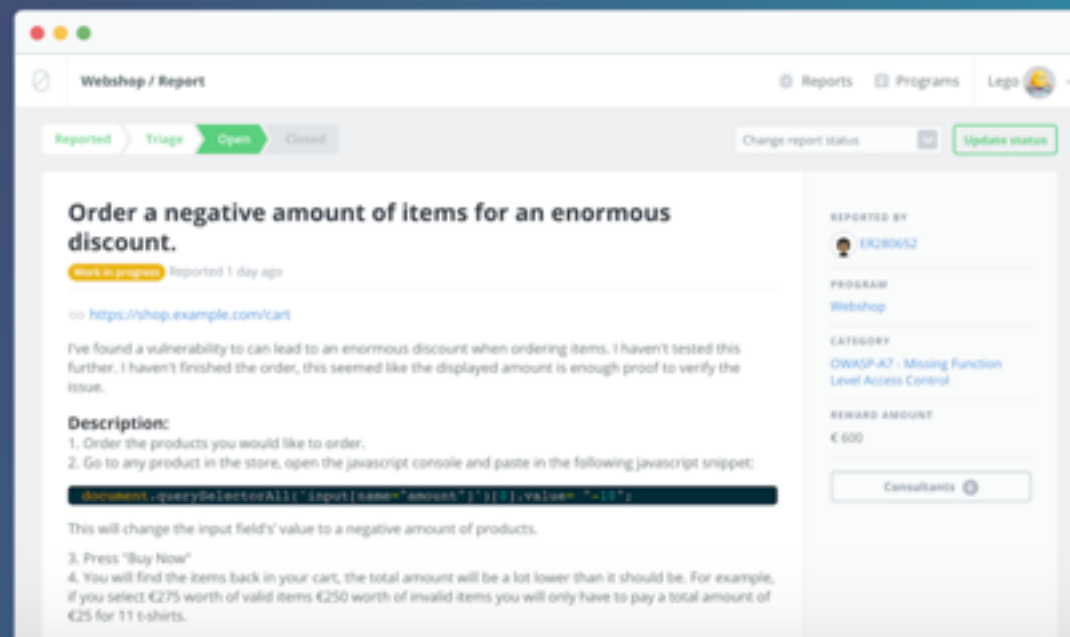 Webshop / Report
Reports
Programs
Lego
Reported
Triage
Open
Closed
Change report status
Update status
Order a negative amount of items for an enormous
discount.
Work in progress Reported 1 day ago
https://shop.example.com/cart
I've found a vulnerability to can lead to an enormous discount when ordering items. I haven't tested this
further. I haven't finished the order, this seemed like the displayed amount is enough proof to verify the
issue.
Description:
1. Order the products you would like to order.
2. Go to any product in the store, open the javascript console and paste in the following javascript snippet:
document.querySelectorAll('input[name="amount"]')[0].value= "-10";
This will change the input field's' value to a negative amount of products.
3. Press "Buy Now"
4. You will find the items back in your cart, the total amount will be a lot lower than it should be. For example,
if you select €275 worth of valid items €250 worth of invalid items you will only have to pay a total amount of
€25 for 11 t-shirts.
REPORTED BY
ER280652
PROGRAM
Webshop
CATEGORY
OWASP-A7 - Missing Function
Level Access Control
REWARD AMOUNT
€ 600
Consultants